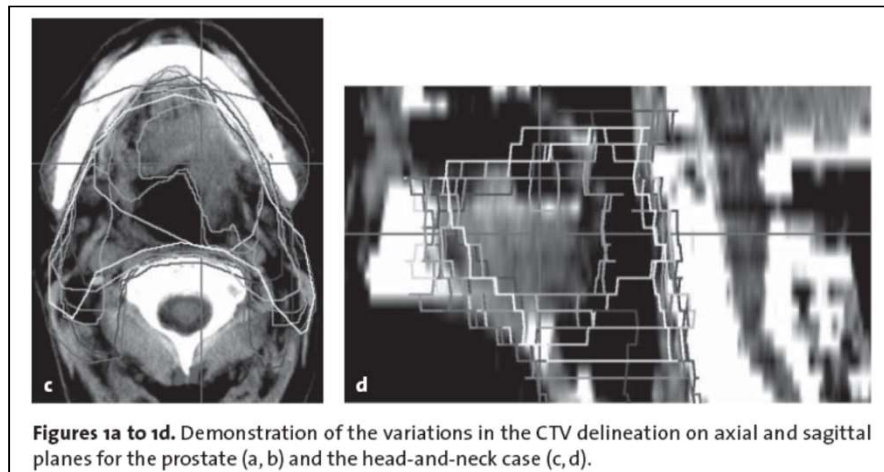 c
d
Figures 1a to 1d. Demonstration of the variations in the CTV delineation on axial and sagittal
planes for the prostate (a, b) and the head-and-neck case (c, d).